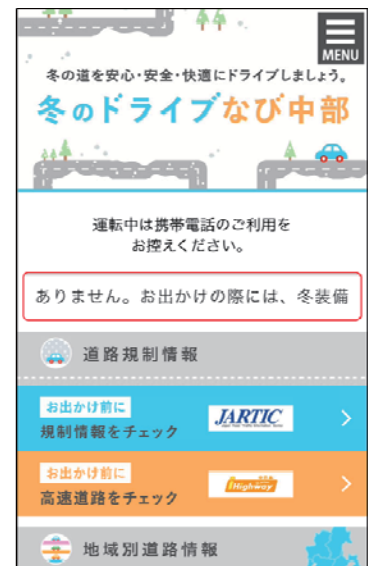 MENU
冬の道を安心・安全・快適にドライブしましょう。
冬のドライブなび中部
運転中は携帯電話のご利用を
お控えください。
ありません。お出かけの際には、冬装備
道路規制情報
お出かけ前に
規制情報をチェック
JARTIC
お出かけ前に
高速道路をチェック
iHighway
地域別道路情報